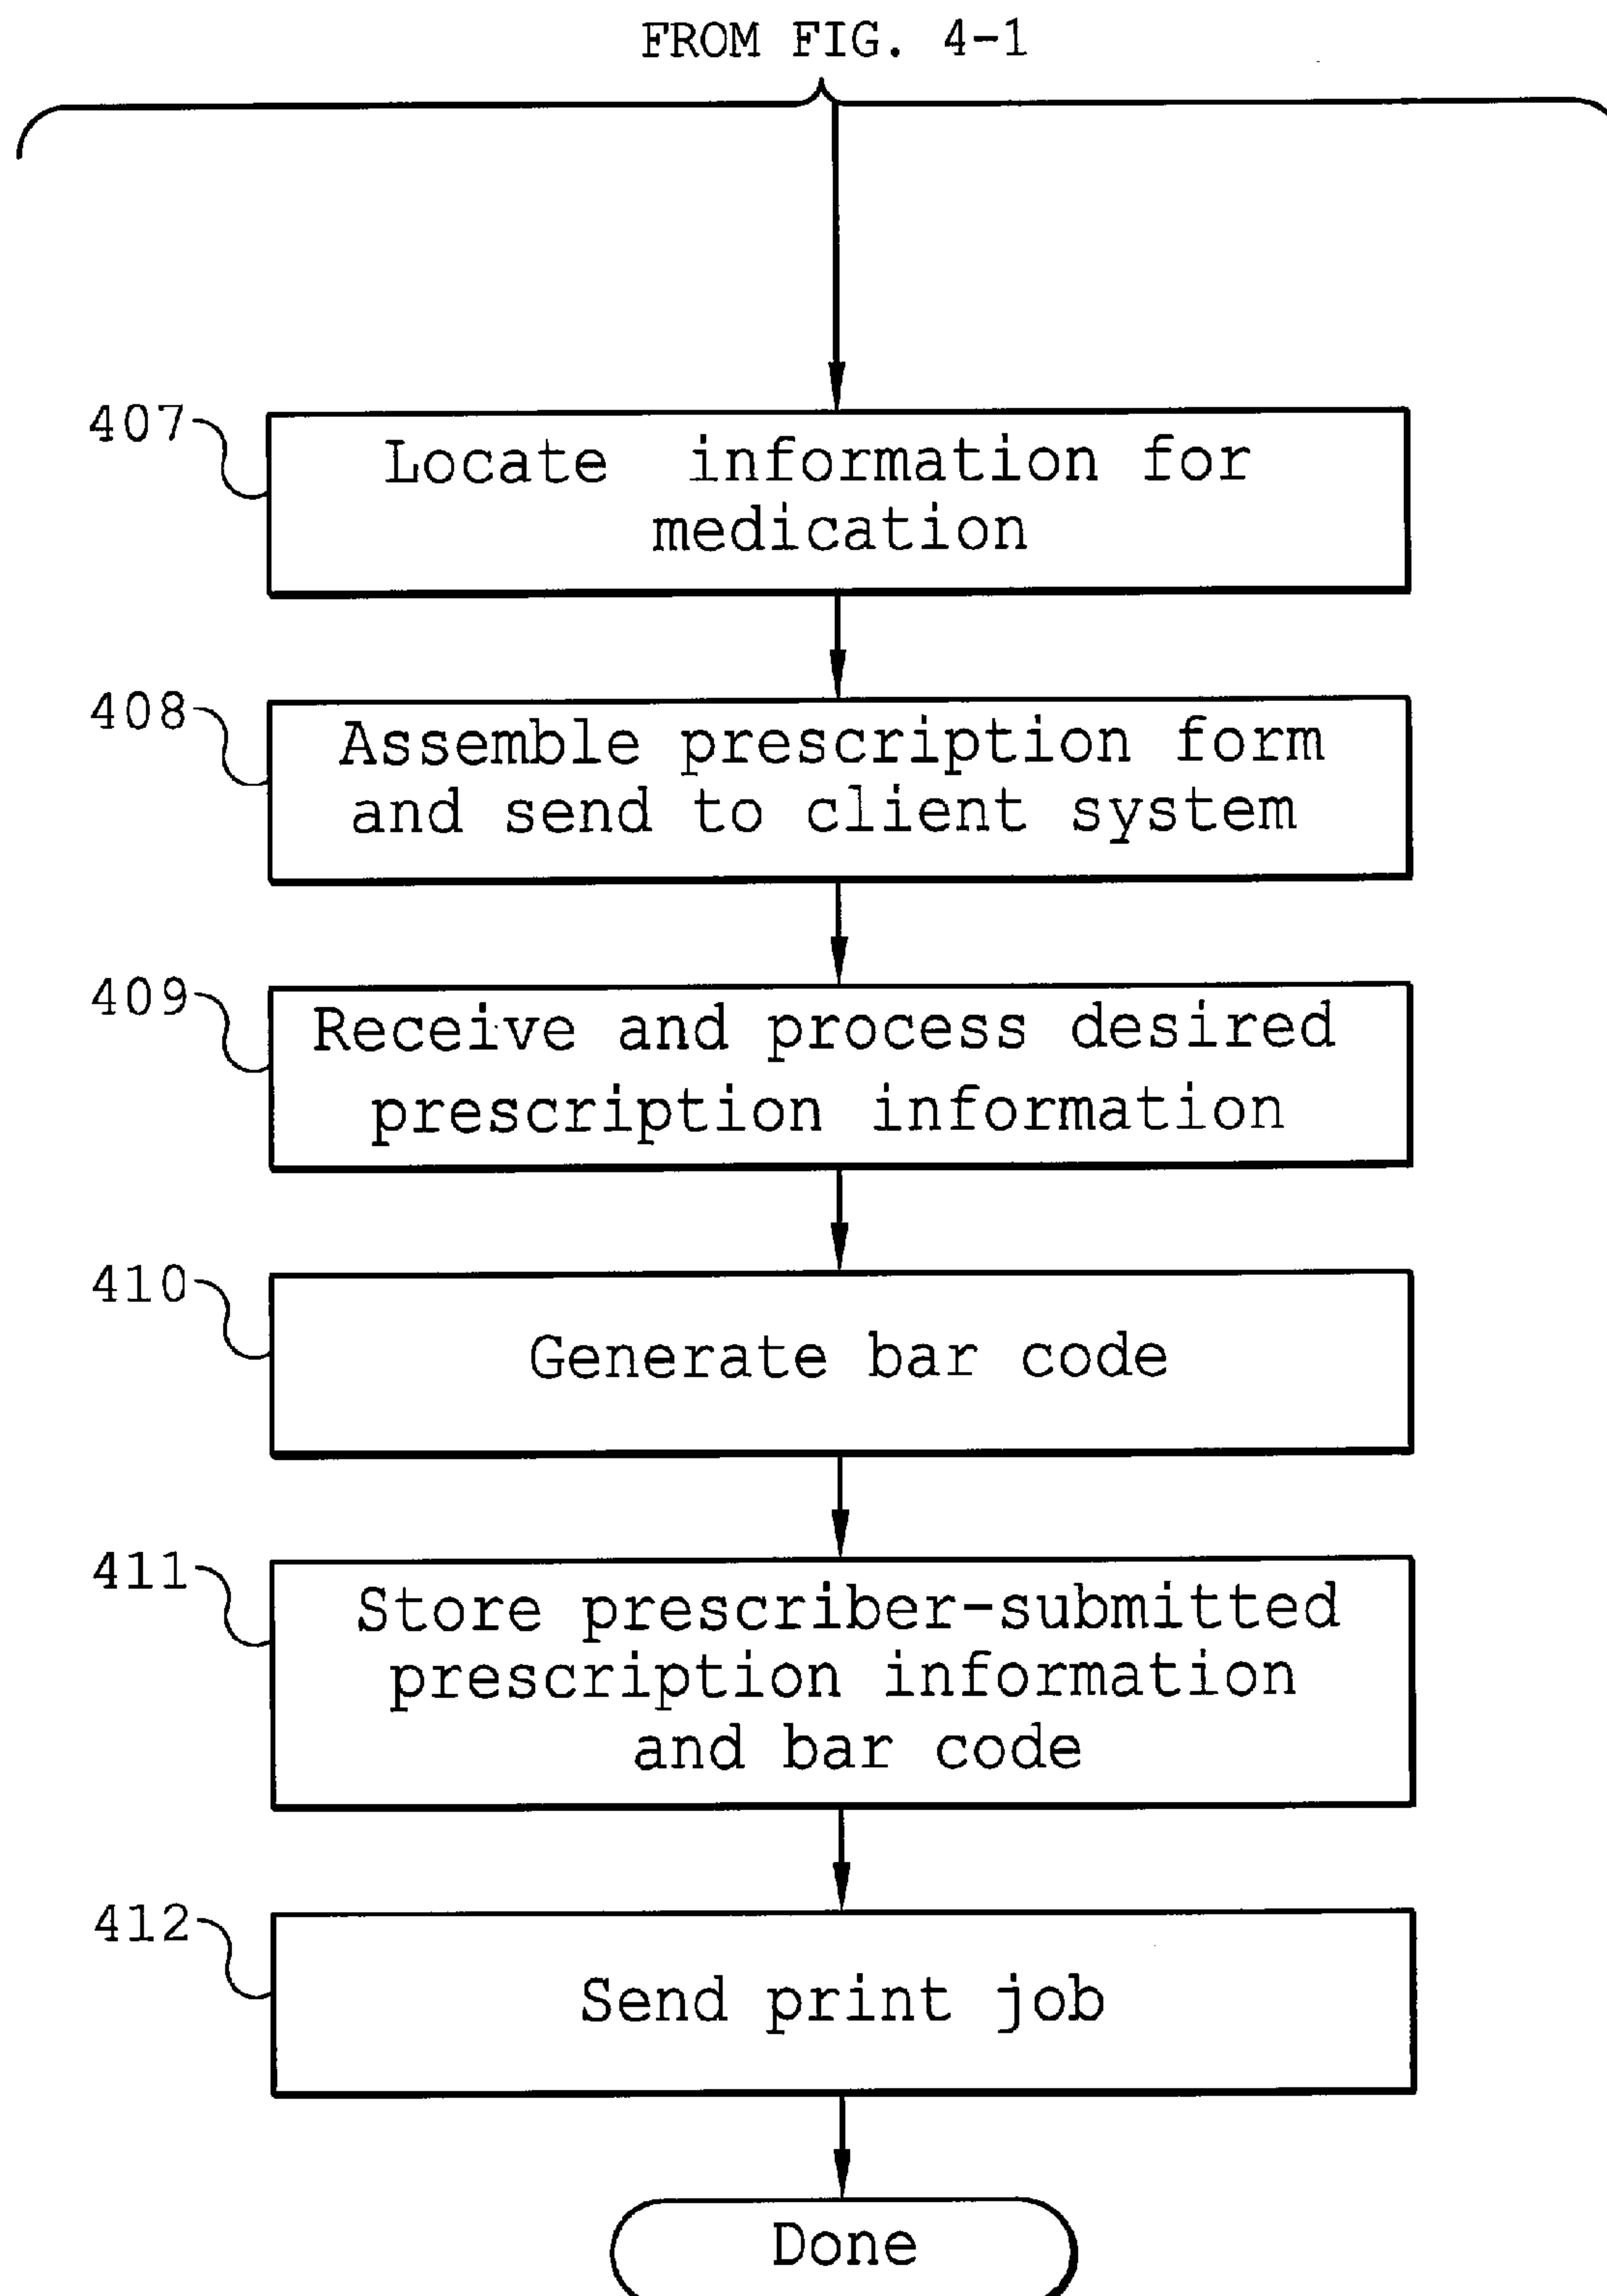 FROM FIG. 4-1
407
Locate information for
medication
408
Assemble prescription form
and send to client system
409
Receive and process desired
prescription information
410
Generate bar code
411
Store prescriber-submitted
prescription information
and bar code
412
Send print job
Done